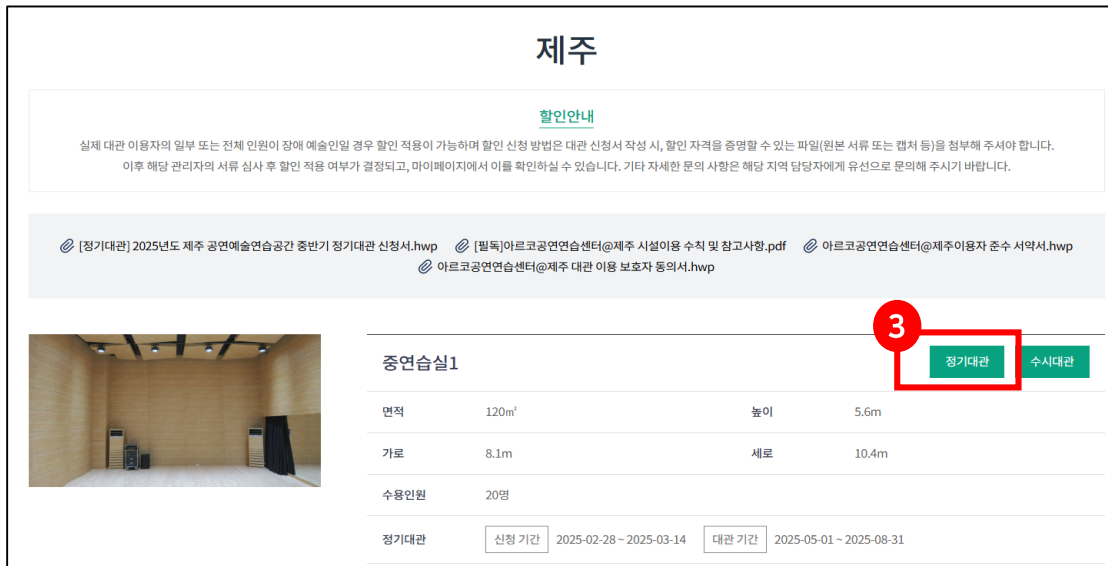 제주
할인안내
실제 대관 이용자의 일부 또는 전체 인원이 장애 예술인일 경우 할인 적용이 가능하며 할인 신청 방법은 대관 신청서 작성 시, 할인 자격을 증명할 수 있는 파일(원본 서류 또는 캡처 등)을 첨부해 주셔야 합니다.
이후 해당 관리자의 서류 심사 후 할인 적용 여부가 결정되고, 마이페이지에서 이를 확인하실 수 있습니다. 기타 자세한 문의 사항은 해당 지역 담당자에게 유선으로 문의해 주시기 바랍니다.
[정기대관] 2025년도 제주 공연예술연습공간 중반기 정기대관 신청서.hwp [필독]아르코공연연습센터@제주 시설이용 수칙 및 참고사항.pdf 아르코공연연습센터@제주이용자 준수 서약서.hwp
아르코공연연습센터@제주 대관 이용 보호자 동의서.hwp
3
중연습실1 정기대관 수시대관
면적 120㎡ 높이 5.6m
가로 8.1m 세로 10.4m
수용인원 20명
정기대관 신청 기간 2025-02-28 ~ 2025-03-14 대관 기간 2025-05-01 ~ 2025-08-31